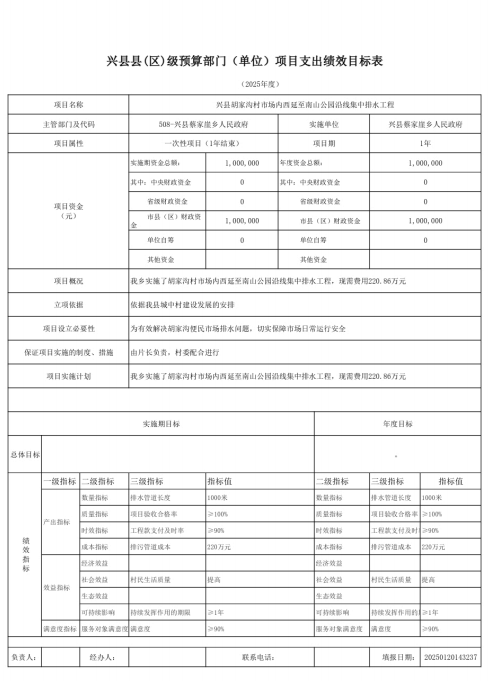 兴县县(区)级预算部门（单位）项目支出绩效目标表
（2025年度）
项目名称 兴县胡家沟村市场内西延至南山公园沿线集中排水工程
主管部门及代码 508-兴县蔡家崖乡人民政府 实施单位 兴县蔡家崖乡人民政府
项目属性 一次性项目（1年结束） 项目期 1年
项目资金
（元）
实施期资金总额: 1,000,000 年度资金总额: 1,000,000
其中: 中央财政资金 0 其中: 中央财政资金 0
省级财政资金 0 省级财政资金 0
市县（区）财政资金 1,000,000 市县（区）财政资金 1,000,000
单位自筹 0 单位自筹 0
其他资金 其他资金
项目概况 我乡实施了胡家沟村市场内西延至南山公园沿线集中排水工程，现需费用220.86万元
立项依据 依据我县城中村建设发展的安排
项目设立必要性 为有效解决胡家沟便民市场排水问题，切实保障市场日常运行安全
保证项目实施的制度、措施 由片长负责，村委配合进行
项目实施计划 我乡实施了胡家沟村市场内西延至南山公园沿线集中排水工程，现需费用220.86万元
实施期目标 年度目标
总体目标 。
绩效指标
一级指标 二级指标 三级指标 指标值 二级指标 三级指标 指标值
产出指标
数量指标 排水管道长度 1000米 数量指标 排水管道长度 1000米
质量指标 项目验收合格率 ≥100% 质量指标 项目验收合格率 ≥100%
时效指标 工程款支付及时率 ≥90% 时效指标 工程款支付及时 ≥90%
成本指标 排污管道成本 220万元 成本指标 排污管道成本 220万元
效益指标
经济效益 经济效益
社会效益 村民生活质量 提高 社会效益 村民生活质量 提高
生态效益 生态效益
可持续影响 持续发挥作用的期限 ≥1年 可持续影响 持续发挥作用的 ≥1年
满意度指标 服务对象满意度 满意度 ≥90% 服务对象满意度 满意度 ≥90%
负责人: 经办人: 联系电话: 填报日期: 20250120143237